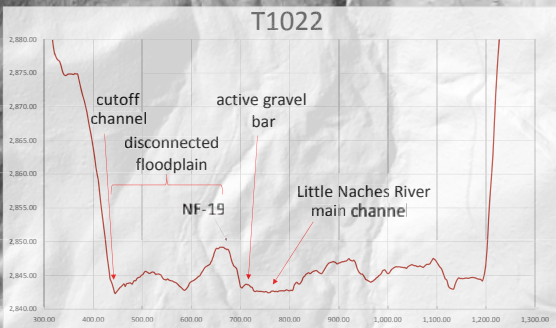 T1022
2,880.00
2,875.00
2,870.00
2,865.00
2,860.00
2,855.00
2,850.00
2,845.00
2,840.00
cutoff
channel
disconnected
floodplain
NF-19
active gravel
bar
Little Naches River
main channel
300.00 400.00 500.00 600.00 700.00 800.00 900.00 1,000.00 1,100.00 1,200.00 1,300.00